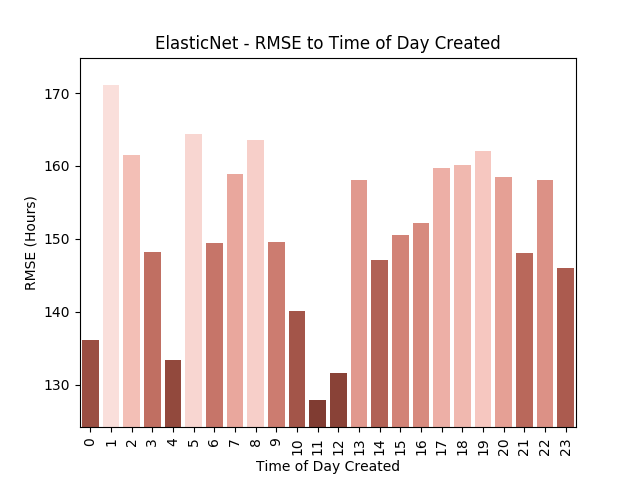 ElasticNet - RMSE to Time of Day Created
RMSE (Hours)
170
160
150
140
130
0 1 2 3 4 5 6 7 8 9 10 11 12 13 14 15 16 17 18 19 20 21 22 23
Time of Day Created